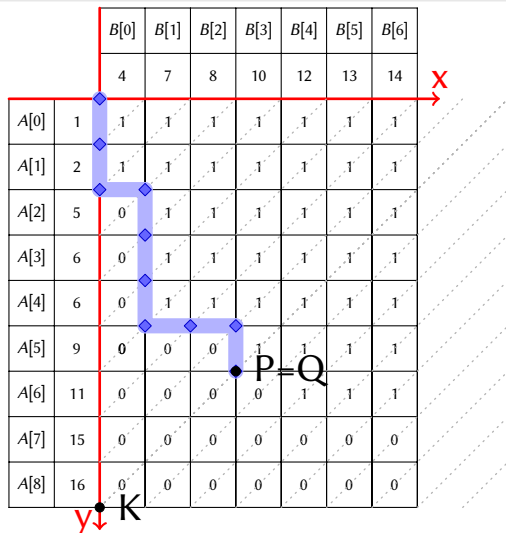 B[0] B[1] B[2] B[3] B[4] B[5] B[6]
4 7 8 10 12 13 14
x
A[0] 1 1 1 1 1 1 1 1
A[1] 2 1 1 1 1 1 1 1
A[2] 5 0 1 1 1 1 1 1
A[3] 6 0 1 1 1 1 1 1
A[4] 6 0 1 1 1 1 1 1
A[5] 9 0 0 0 1 1 1 1
P=Q
A[6] 11 0 0 0 0 1 1 1
A[7] 15 0 0 0 0 0 0 0
A[8] 16 0 0 0 0 0 0 0
y K